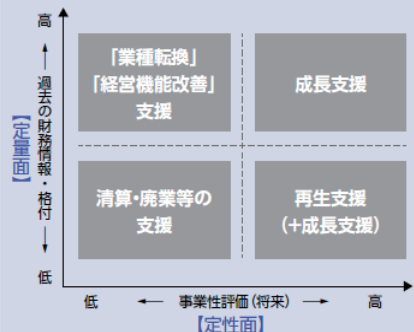 高
「業種転換」
「経営機能改善」
支援
成長支援
【定量面】
過去の財務情報・格付
清算・廃業等の
支援
再生支援
(+成長支援)
低
低
事業性評価(将来)
高
【定性面】